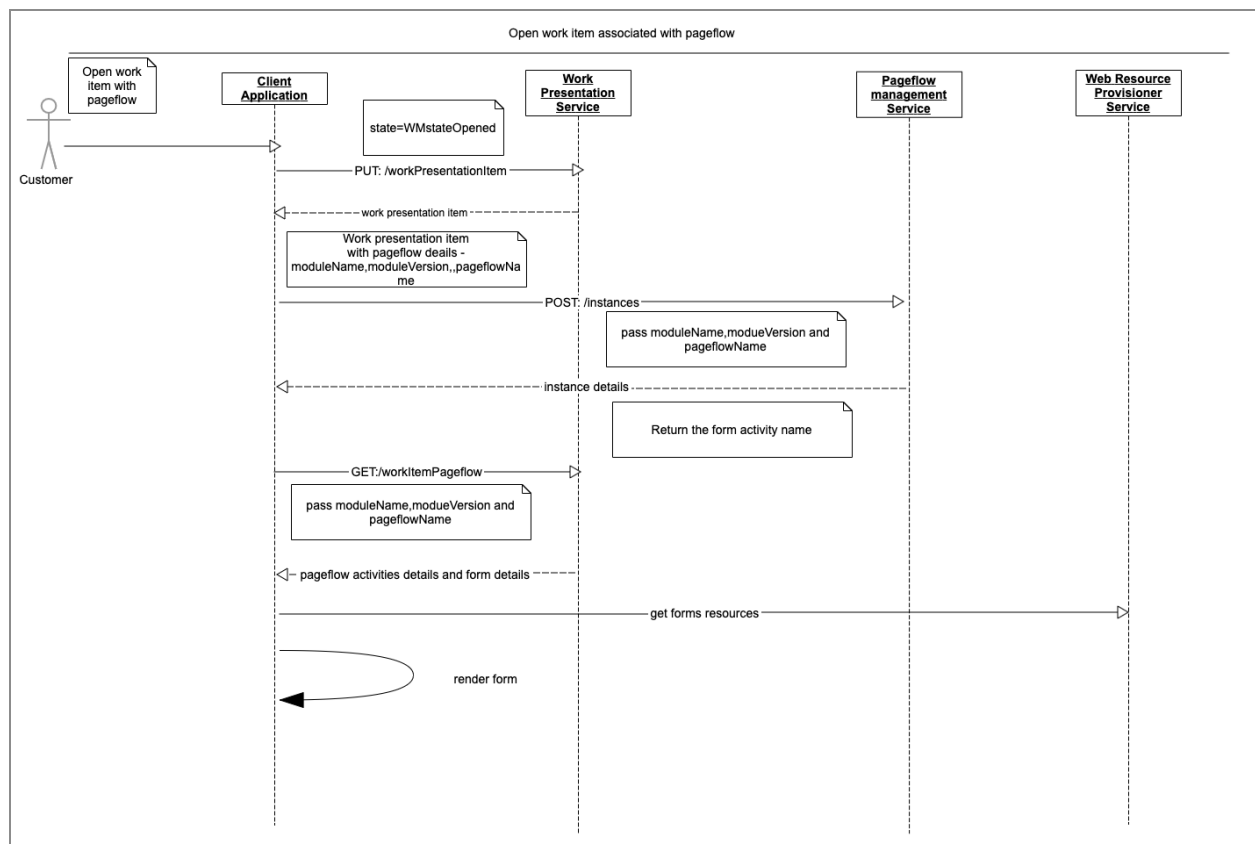 Open work item associated with pageflow
Open work
item with
pageflow
Client
Application
Work
Presentation
Service
Pageflow
management
Service
Web Resource
Provisioner
Service
state=WMstateOpened
Customer
PUT: /workPresentationItem
work presentation item
Work presentation item
with pageflow deails -
moduleName,moduleVersion,,pageflowNa
me
POST: /instances
pass moduleName,modueVersion and
pageflowName
instance details
Return the form activity name
GET:/workItemPageflow
pass moduleName,modueVersion and
pageflowName
pageflow activities details and form details
get forms resources
render form